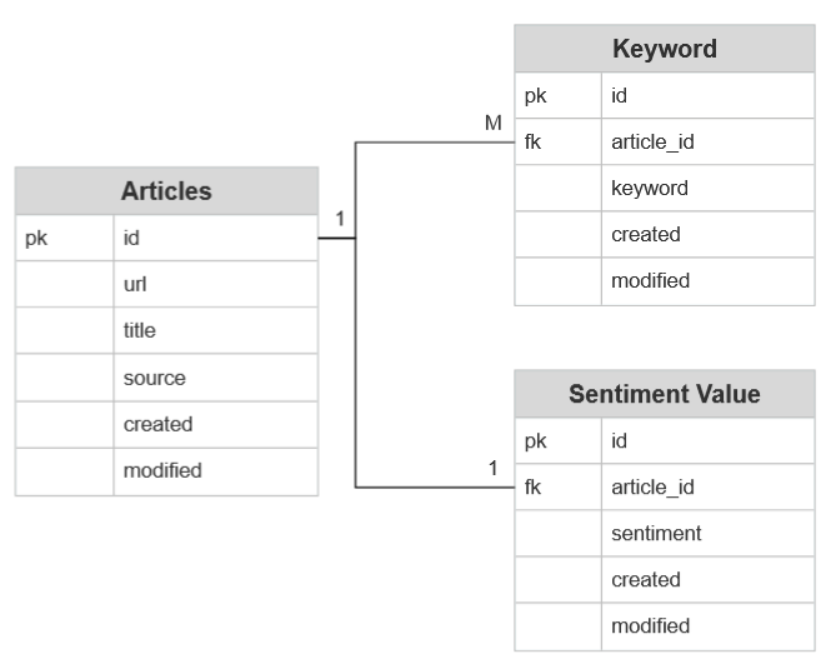 Articles
pk id
url
title
source
created
modified
1
M
Keyword
pk id
fk article_id
keyword
created
modified
1
Sentiment Value
pk id
fk article_id
sentiment
created
modified